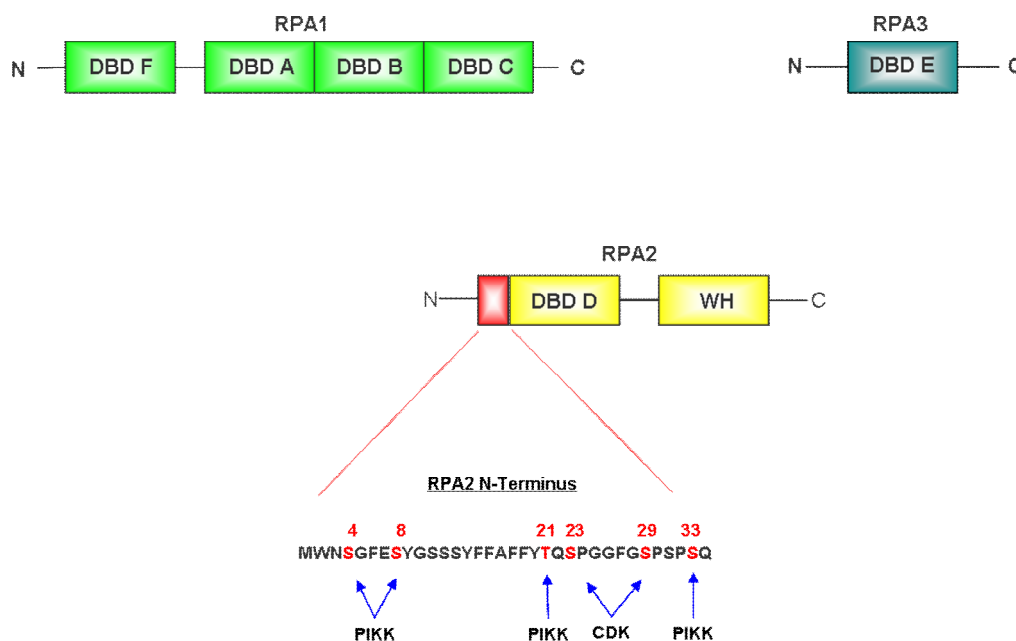 RPA1 RPA3
N DBD F DBD A DBD B DBD C C N DBD E C
RPA2
N DBD D WH C
RPA2 N-Terminus
4 8 21 23 29 33
MWNSGFESYGSSSYFFAFFYTQSPGGFGSPSPSQ
PIKK PIKK CDK PIKK